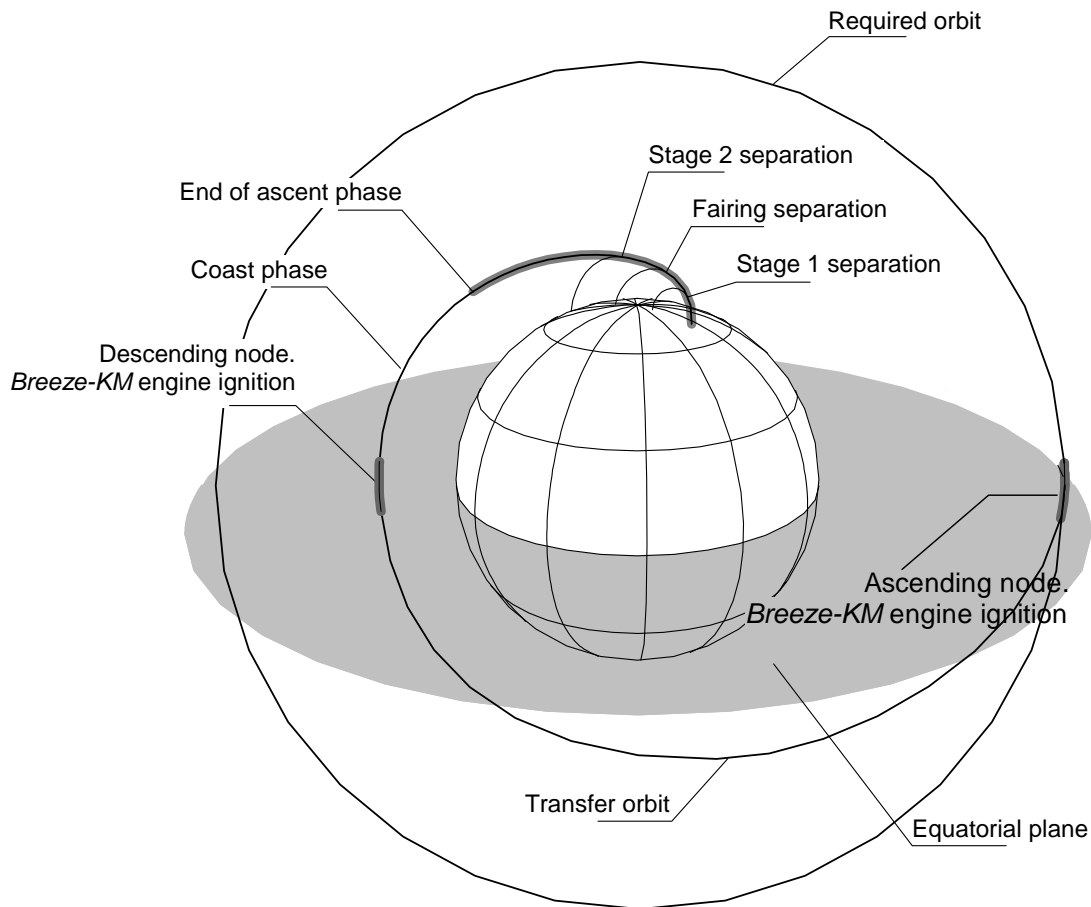 Required orbit
Stage 2 separation
End of ascent phase
Fairing separation
Coast phase
Stage 1 separation
Descending node.
Breeze-KM engine ignition
Ascending node.
Breeze-KM engine ignition
Transfer orbit
Equatorial plane